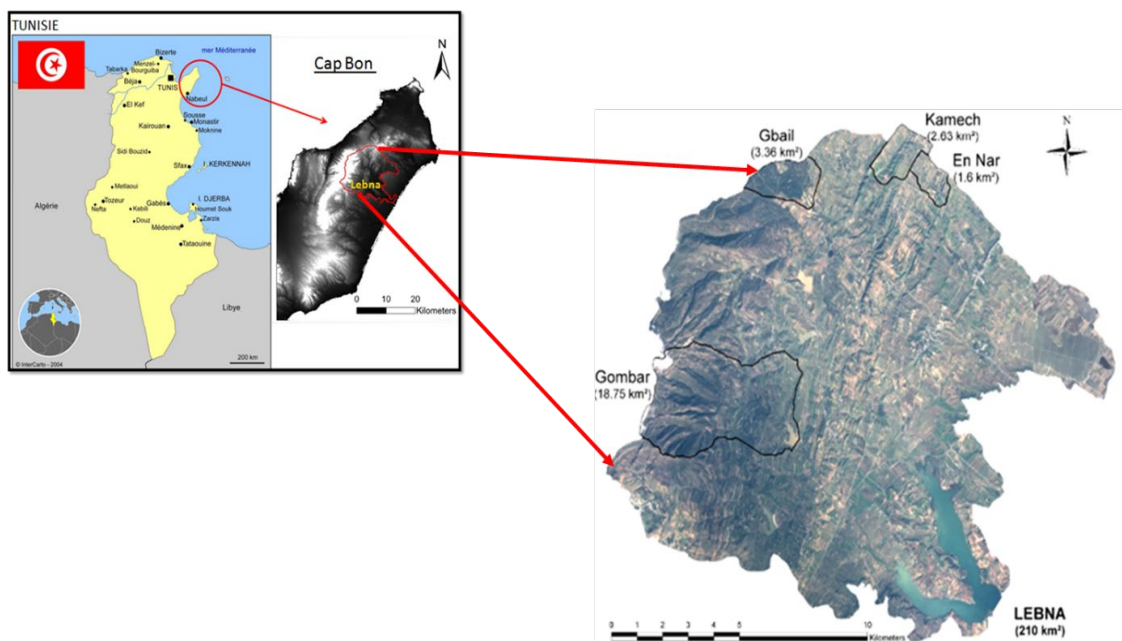 TUNISIE
mer Méditerranée
Bizerte
Menzel-
Bourguiba
Tabarka
Béja
TUNIS
Nabeul
El Kef
Sousse
Monastir
Moknine
Kairouan
Sidi Bouzid
Sfax
I. KERKENNAH
Metlaoui
Gabès
I. DJERBA
Tozeur
Houmet Souk
Nefta
Kebili
Zarzis
Douz
Médenine
Algérie
Tataouine
Libye
© InterCarto - 2004
200 km
N
Cap Bon
Lebna
0 10 20
Kilometers
Kamech
(2.63 km²)
N
Gbail
(3.36 km²)
En Nar
(1.6 km²)
Gombar
(18.75 km²)
LEBNA
(210 km²)
0 1 2 3 4 5 10
Kilometers